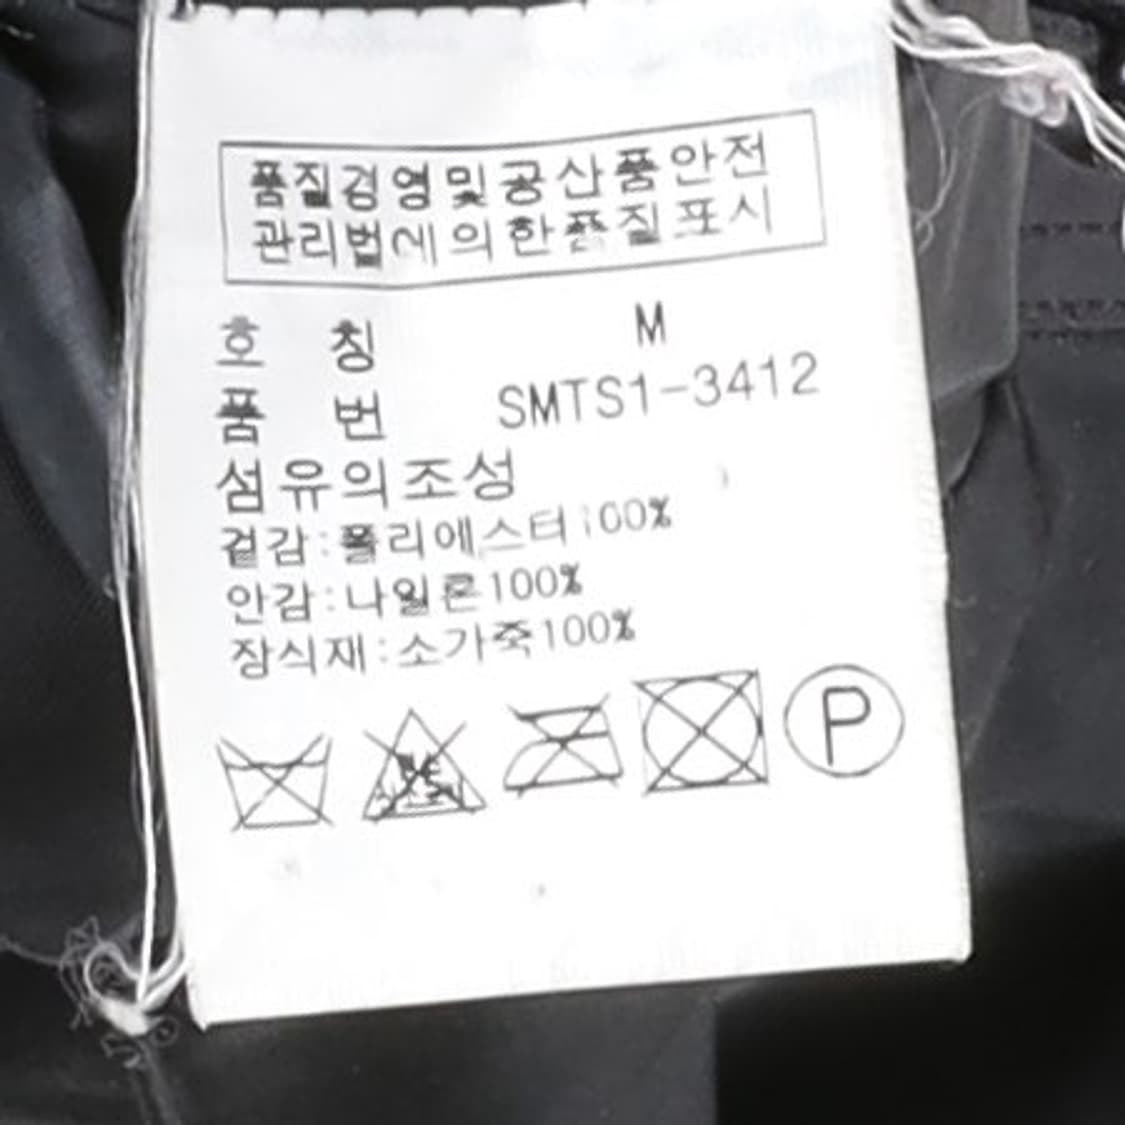 품질경영및공산품안전
관리법에의한품질표시
호 칭 M
품 번 SMTS1-3412
섬유의조성
겉감:폴리에스터100%
안감:나일론100%
장식재:소가죽100%
P